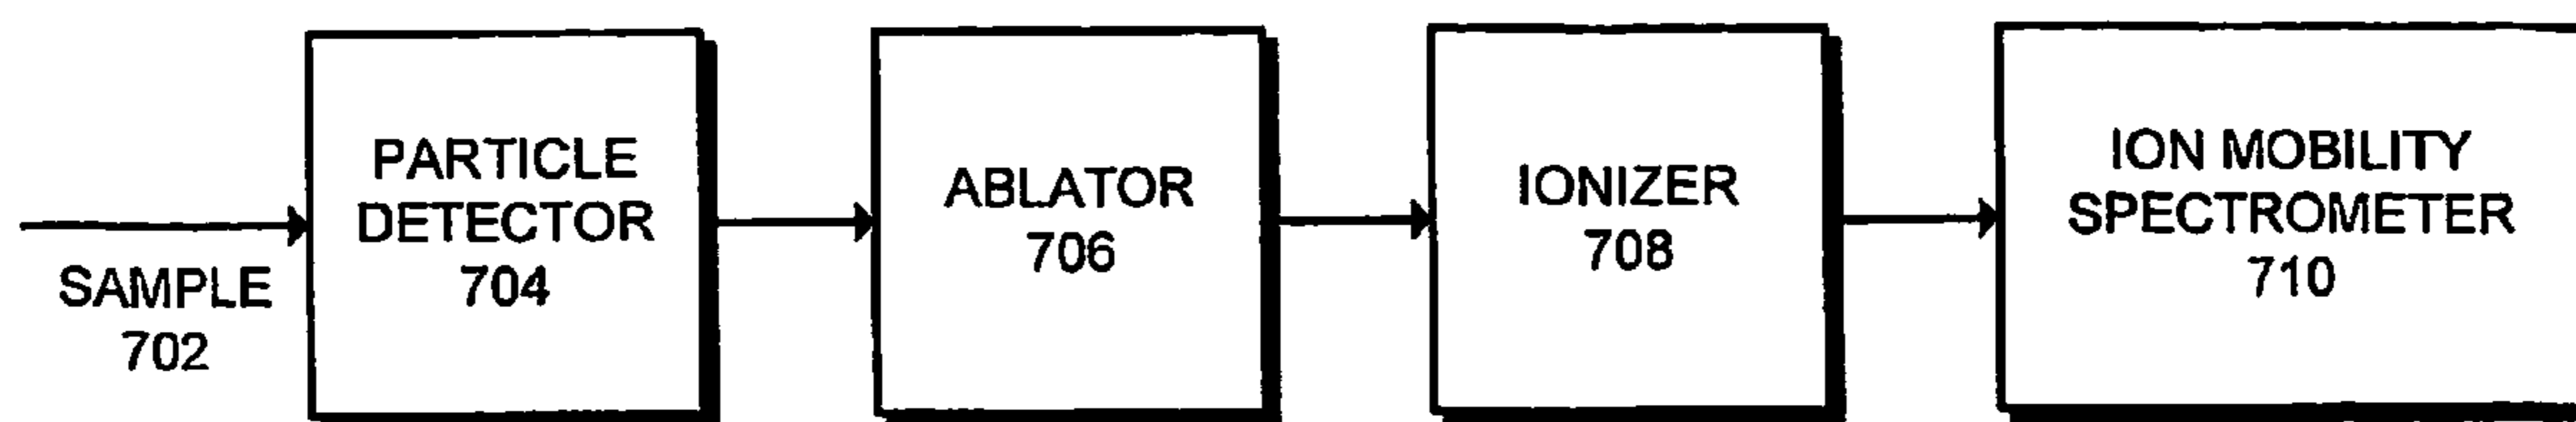 SAMPLE
702
PARTICLE
DETECTOR
704
ABLATOR
706
IONIZER
708
ION MOBILITY
SPECTROMETER
710